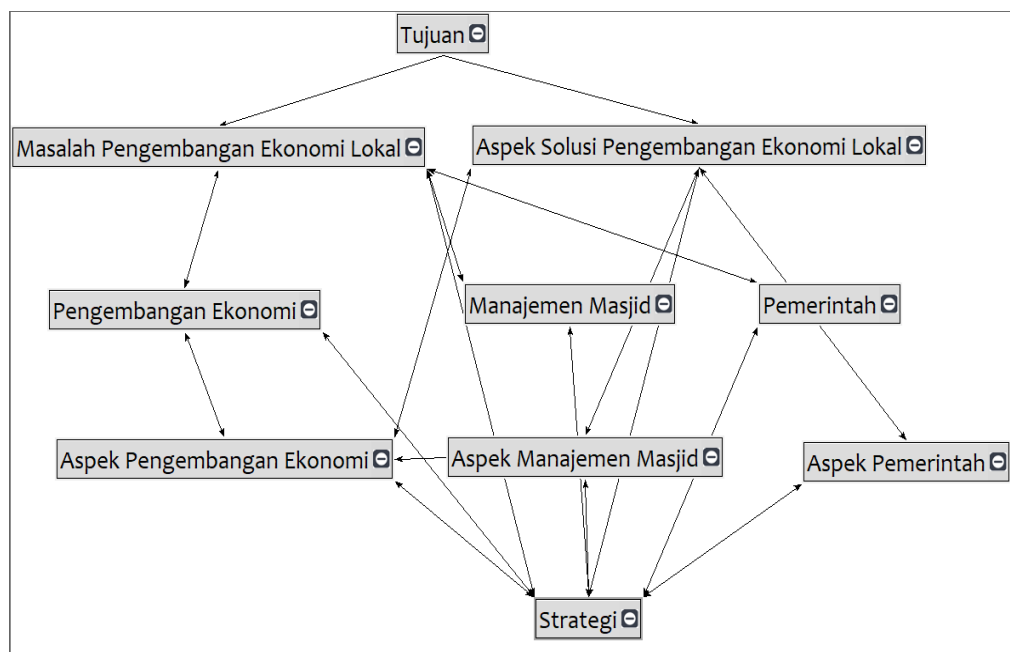 Tujuan
Masalah Pengembangan Ekonomi Lokal
Aspek Solusi Pengembangan Ekonomi Lokal
Pengembangan Ekonomi
Manajemen Masjid
Pemerintah
Aspek Pengembangan Ekonomi
Aspek Manajemen Masjid
Aspek Pemerintah
Strategi